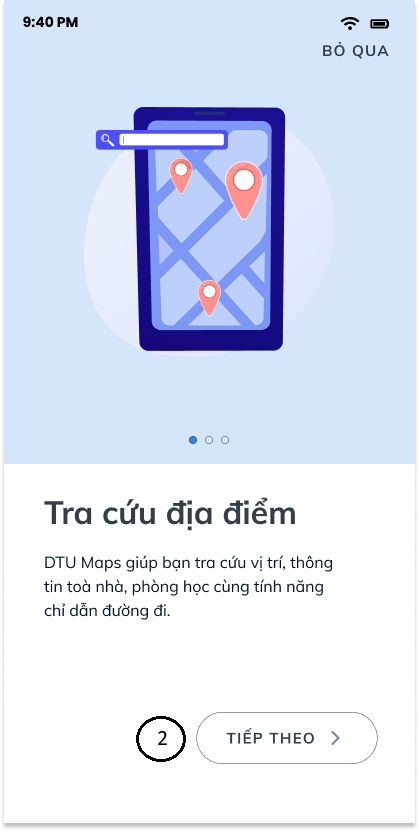 9:40 PM
BỎ QUA
Tra cứu địa điểm
DTU Maps giúp bạn tra cứu vị trí, thông
tin toà nhà, phòng học cùng tính năng
chỉ dẫn đường đi.
2
TIẾP THEO